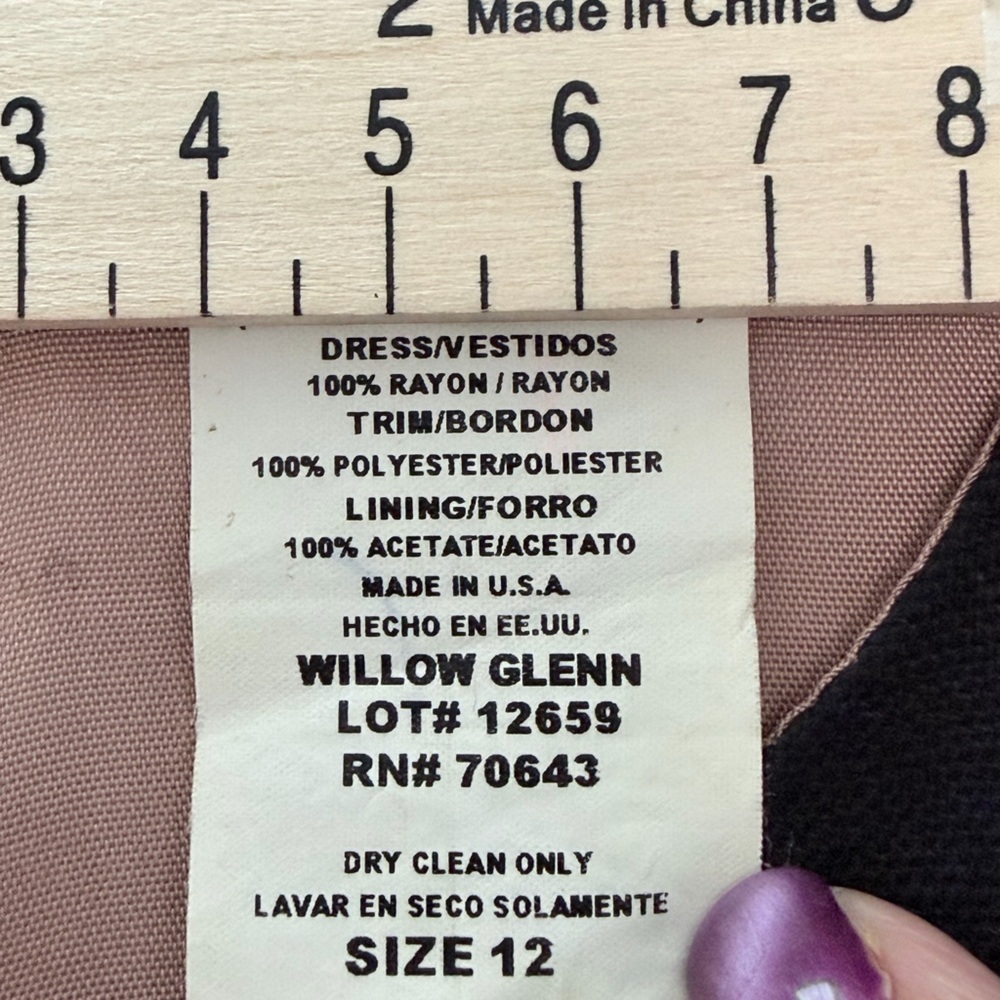 2 Made in China
3 4 5 6 7 8
DRESS/VESTIDOS
100% RAYON / RAYON
TRIM/BORDON
100% POLYESTER/POLIESTER
LINING/FORRO
100% ACETATE/ACETATO
MADE IN U.S.A.
HECHO EN EE.UU.
WILLOW GLENN
LOT# 12659
RN# 70643
DRY CLEAN ONLY
LAVAR EN SECO SOLAMENTE
SIZE 12